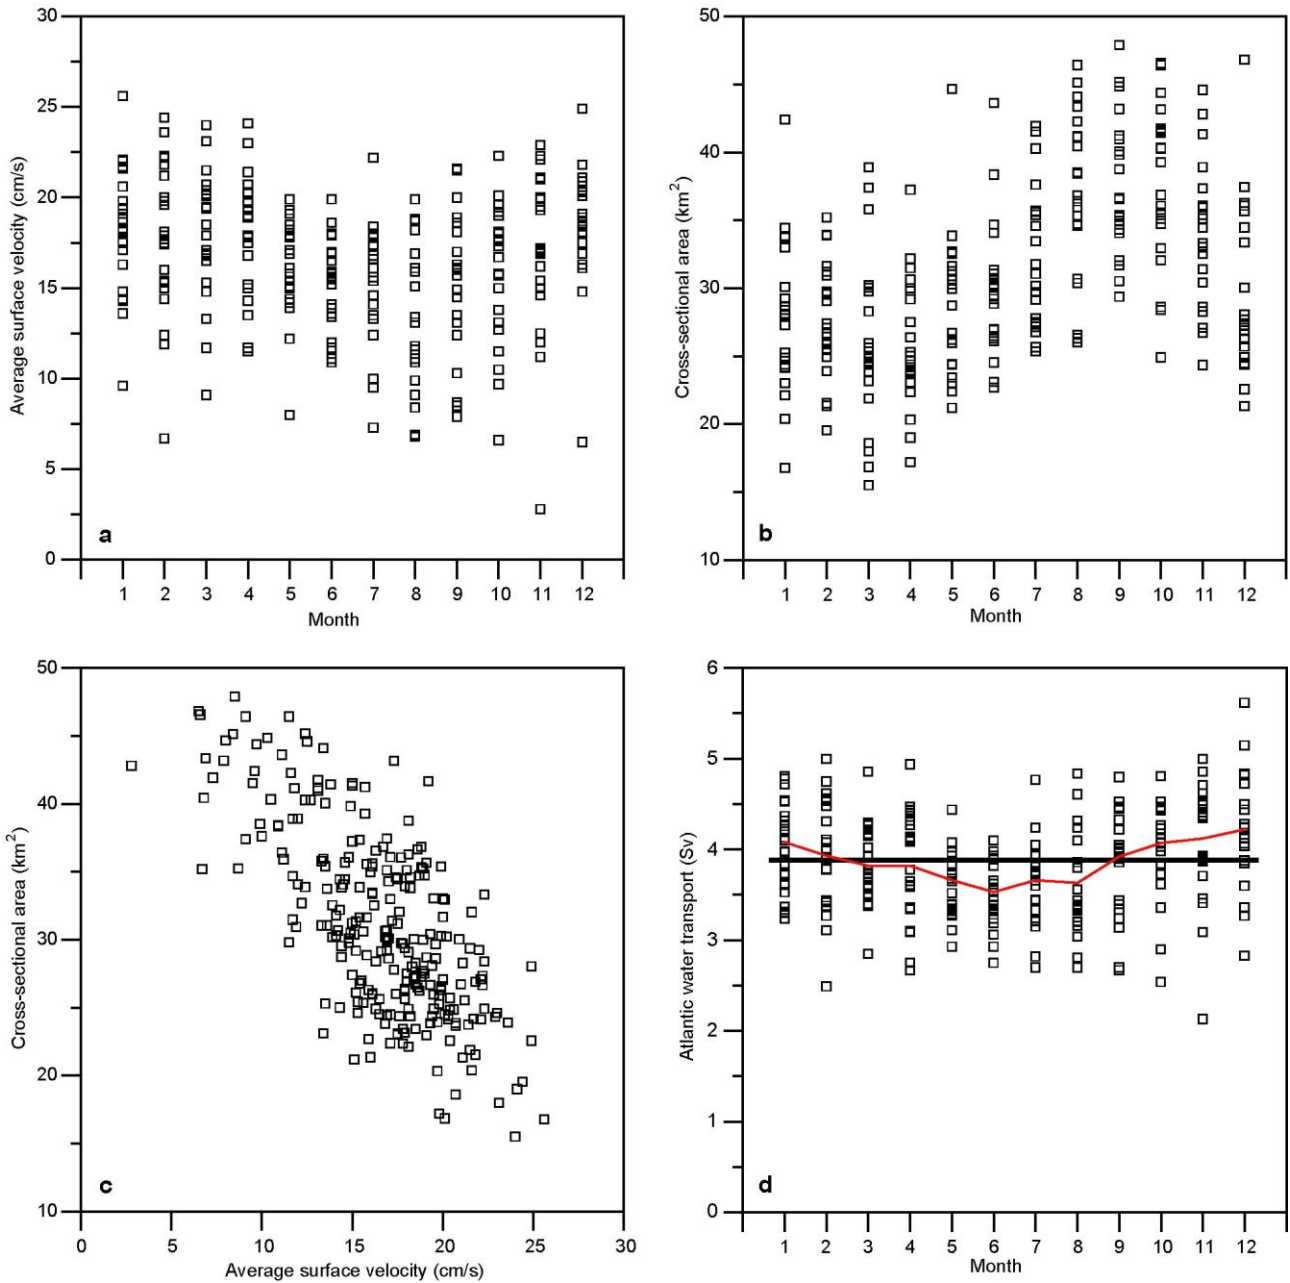 30
25
20
15
10
5
0
Average surface velocity (cm/s)
a
1 2 3 4 5 6 7 8 9 10 11 12
Month
50
40
30
20
10
Cross-sectional area (km²)
b
1 2 3 4 5 6 7 8 9 10 11 12
Month
50
40
30
20
10
Cross-sectional area (km²)
c
0 5 10 15 20 25 30
Average surface velocity (cm/s)
6
5
4
3
2
1
0
Atlantic water transport (Sv)
d
1 2 3 4 5 6 7 8 9 10 11 12
Month